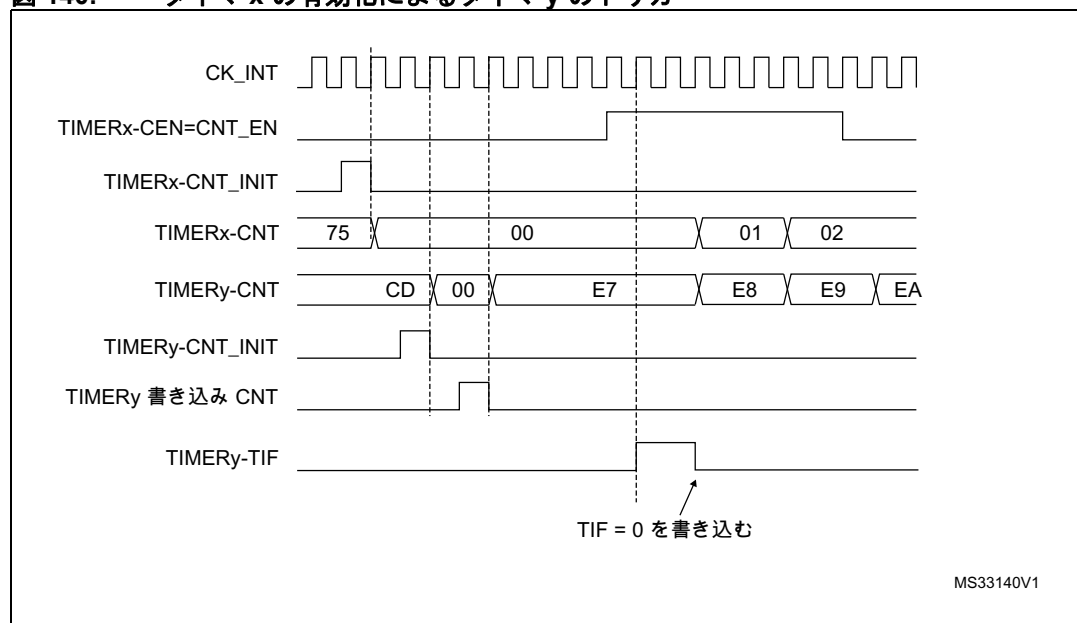 CK_INT
TIMERx-CEN=CNT_EN
TIMERx-CNT_INIT
TIMERx-CNT 75 00 01 02
TIMERy-CNT CD 00 E7 E8 E9 EA
TIMERy-CNT_INIT
TIMERy 書き込み CNT
TIMERy-TIF
TIF = 0 を書き込む
MS33140V1